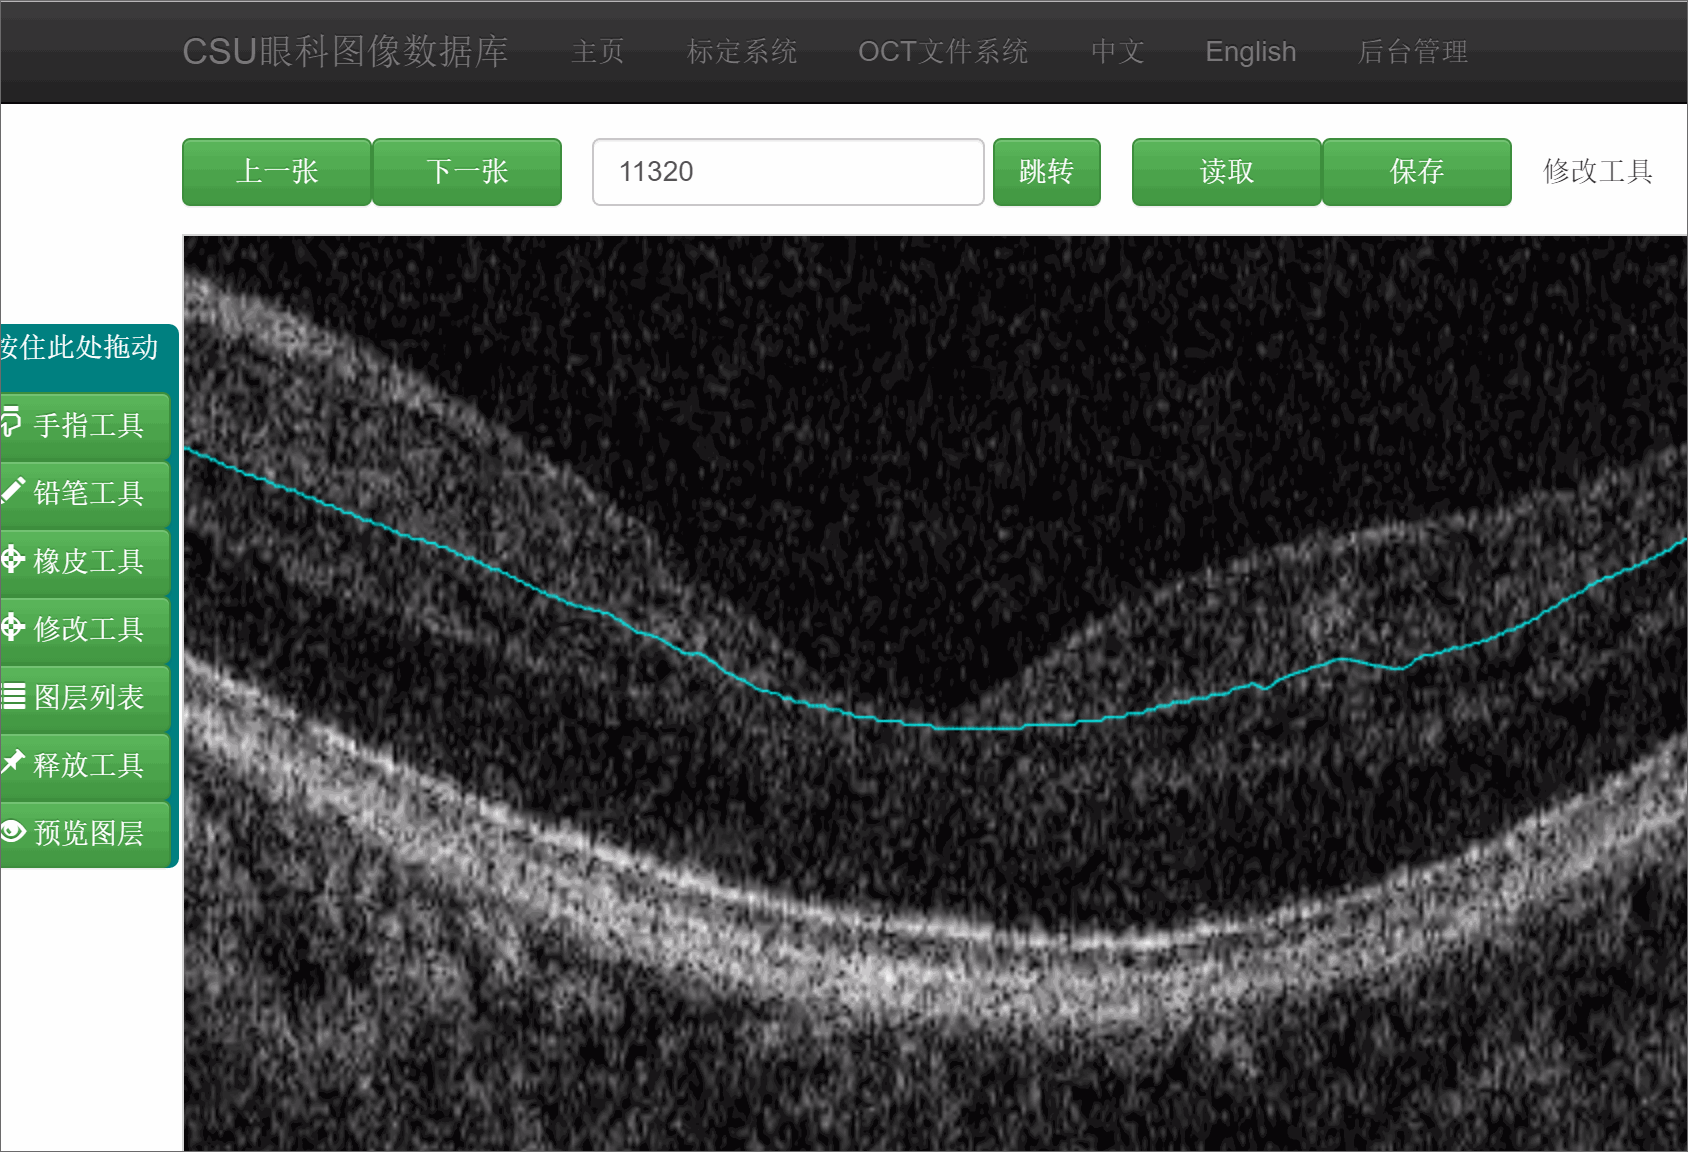 CSU眼科图像数据库 主页 标定系统 OCT文件系统 中文 English 后台管理
上一张 下一张 11320 跳转 读取 保存 修改工具
按住此处拖动
手指工具
铅笔工具
橡皮工具
修改工具
图层列表
释放工具
预览图层